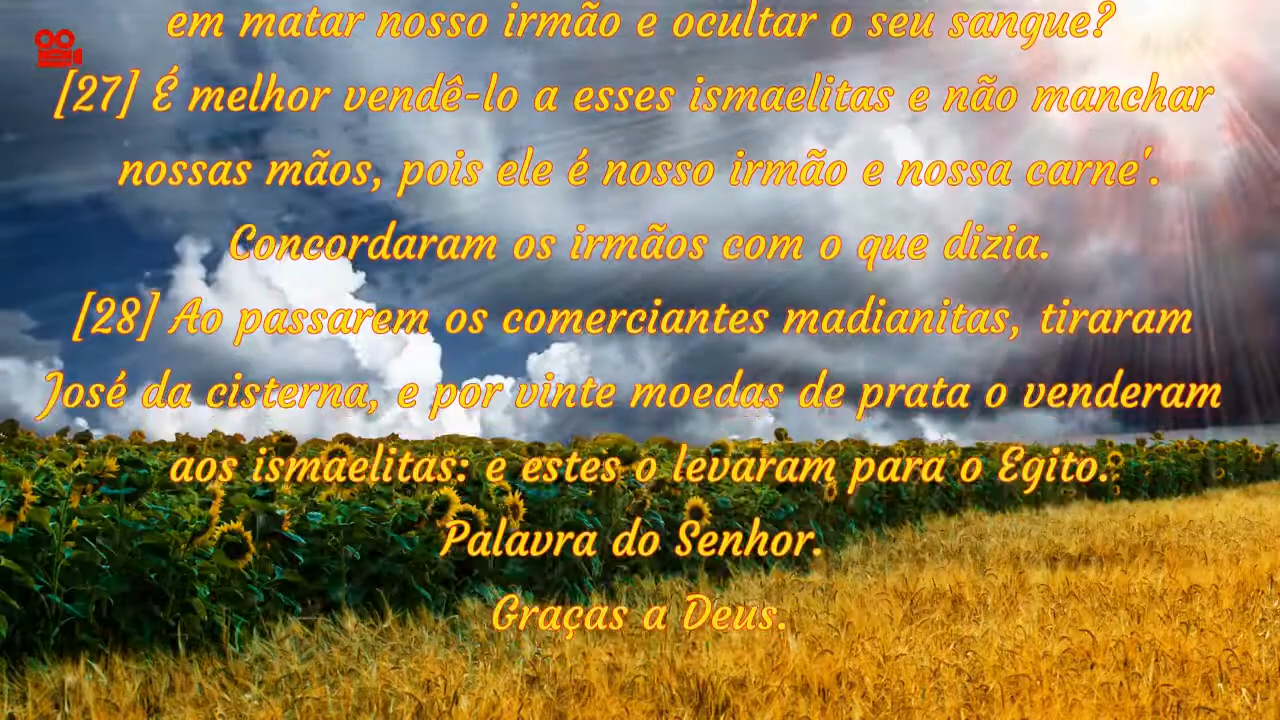 em matar nosso irmão e ocultar o seu sangue?
[27] É melhor vendê-lo a esses ismaelitas e não manchar
nossas mãos, pois ele é nosso irmão e nossa carne'.
Concordaram os irmãos com o que dizia.
[28] Ao passarem os comerciantes madianitas, tiraram
José da cisterna, e por vinte moedas de prata o venderam
aos ismaelitas: e estes o levaram para o Egito.
Palavra do Senhor.
Graças a Deus.